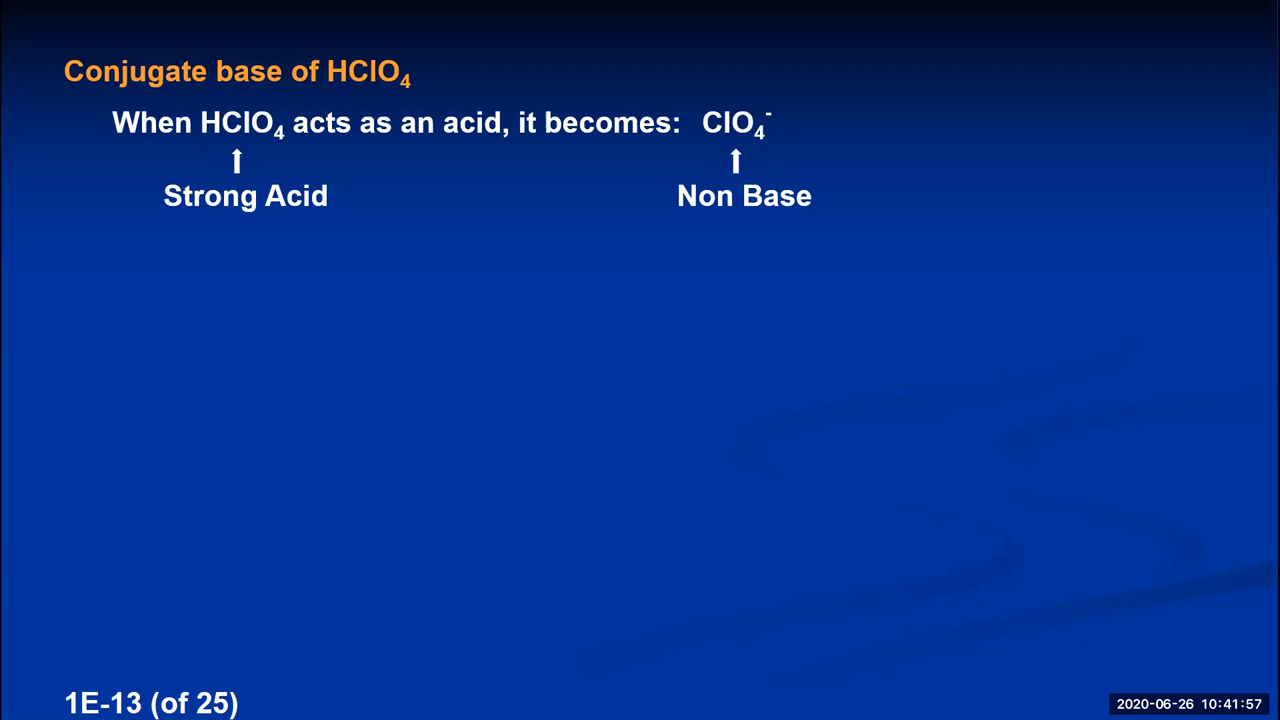 Conjugate base of HClO₄
When HClO₄ acts as an acid, it becomes: ClO₄⁻
Strong Acid Non Base
1E-13 (of 25)
2020-06-26 10:41:57